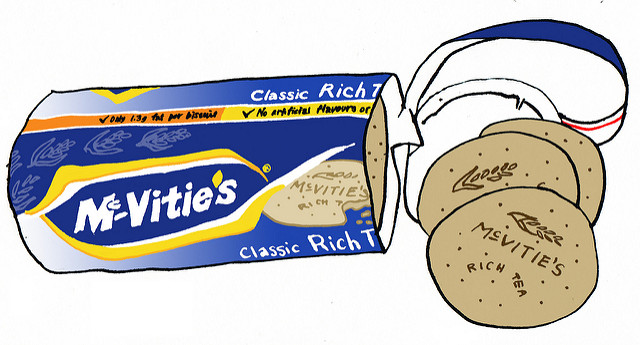 Classic Rich T
✓ Only 1.3g fat per biscuit
✓ No artificial flavours or
McVitie's
®
McVITIE'S
RICH T
Classic Rich T
McVITIE'S
RICH TEA